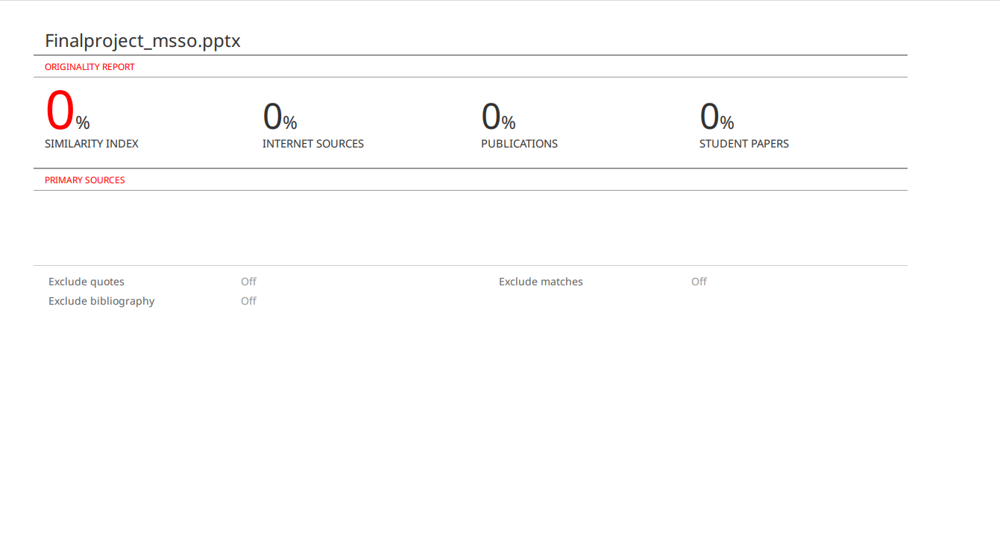 Finalproject_msso.pptx
ORIGINALITY REPORT
0% 0% 0% 0%
SIMILARITY INDEX INTERNET SOURCES PUBLICATIONS STUDENT PAPERS
PRIMARY SOURCES
Exclude quotes Off Exclude matches Off
Exclude bibliography Off